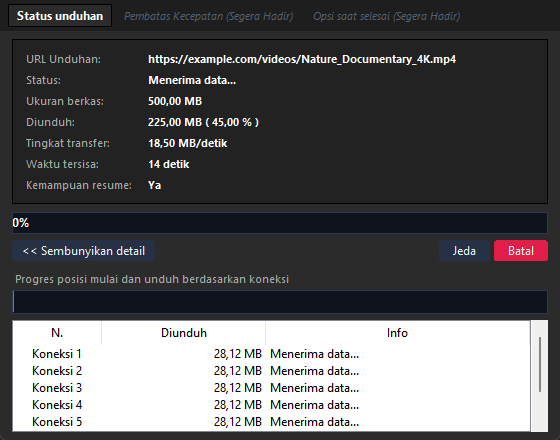 Status unduhan Pembatas Kecepatan (Segera Hadir) Opsi saat selesai (Segera Hadir)
URL Unduhan: https://example.com/videos/Nature_Documentary_4K.mp4
Status: Menerima data...
Ukuran berkas: 500,00 MB
Diunduh: 225,00 MB ( 45,00 % )
Tingkat transfer: 18,50 MB/detik
Waktu tersisa: 14 detik
Kemampuan resume: Ya
0%
<< Sembunyikan detail Jeda Batal
Progres posisi mulai dan unduh berdasarkan koneksi
N. Diunduh Info
Koneksi 1 28,12 MB Menerima data...
Koneksi 2 28,12 MB Menerima data...
Koneksi 3 28,12 MB Menerima data...
Koneksi 4 28,12 MB Menerima data...
Koneksi 5 28,12 MB Menerima data...